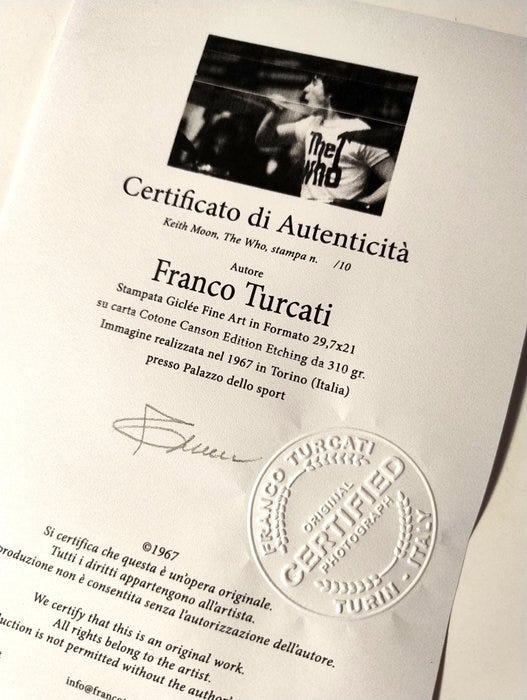 The
Who
Certificato di Autenticità
Keith Moon, The Who, stampa n. /10
Autore
Franco Turcati
Stampata Giclée Fine Art in Formato 29,7x21
su carta Cotone Canson Edition Etching da 310 gr.
Immagine realizzata nel 1967 in Torino (Italia)
presso Palazzo dello sport
FRANCO TURCATI
ORIGINAL
CERTIFIED
PHOTOGRAPH
TURIN - ITALY
©1967
Si certifica che questa è un'opera originale.
Tutti i diritti appartengono all'artista.
produzione non è consentita senza l'autorizzazione dell'autore.
We certify that this is an original work.
All rights belong to the artist.
uction is not permitted without the author'
info@francot